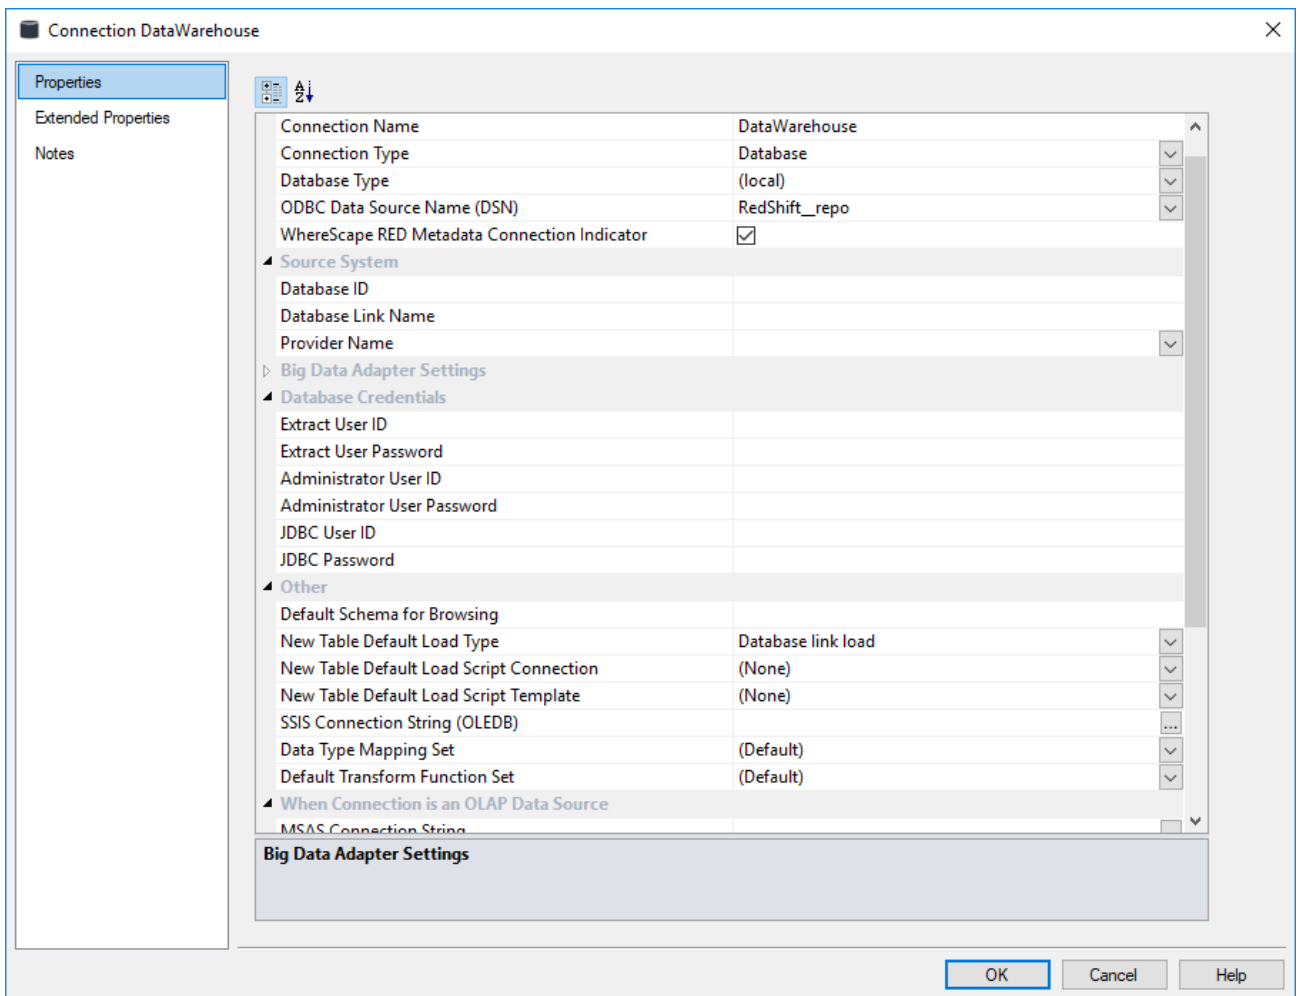 Connection DataWarehouse
Properties
Extended Properties
Notes
Connection Name DataWarehouse
Connection Type Database
Database Type (local)
ODBC Data Source Name (DSN) RedShift__repo
WhereScape RED Metadata Connection Indicator
Source System
Database ID
Database Link Name
Provider Name
Big Data Adapter Settings
Database Credentials
Extract User ID
Extract User Password
Administrator User ID
Administrator User Password
JDBC User ID
JDBC Password
Other
Default Schema for Browsing
New Table Default Load Type Database link load
New Table Default Load Script Connection (None)
New Table Default Load Script Template (None)
SSIS Connection String (OLEDB) ...
Data Type Mapping Set (Default)
Default Transform Function Set (Default)
When Connection is an OLAP Data Source
MSAS Connection String
Big Data Adapter Settings
OK Cancel Help